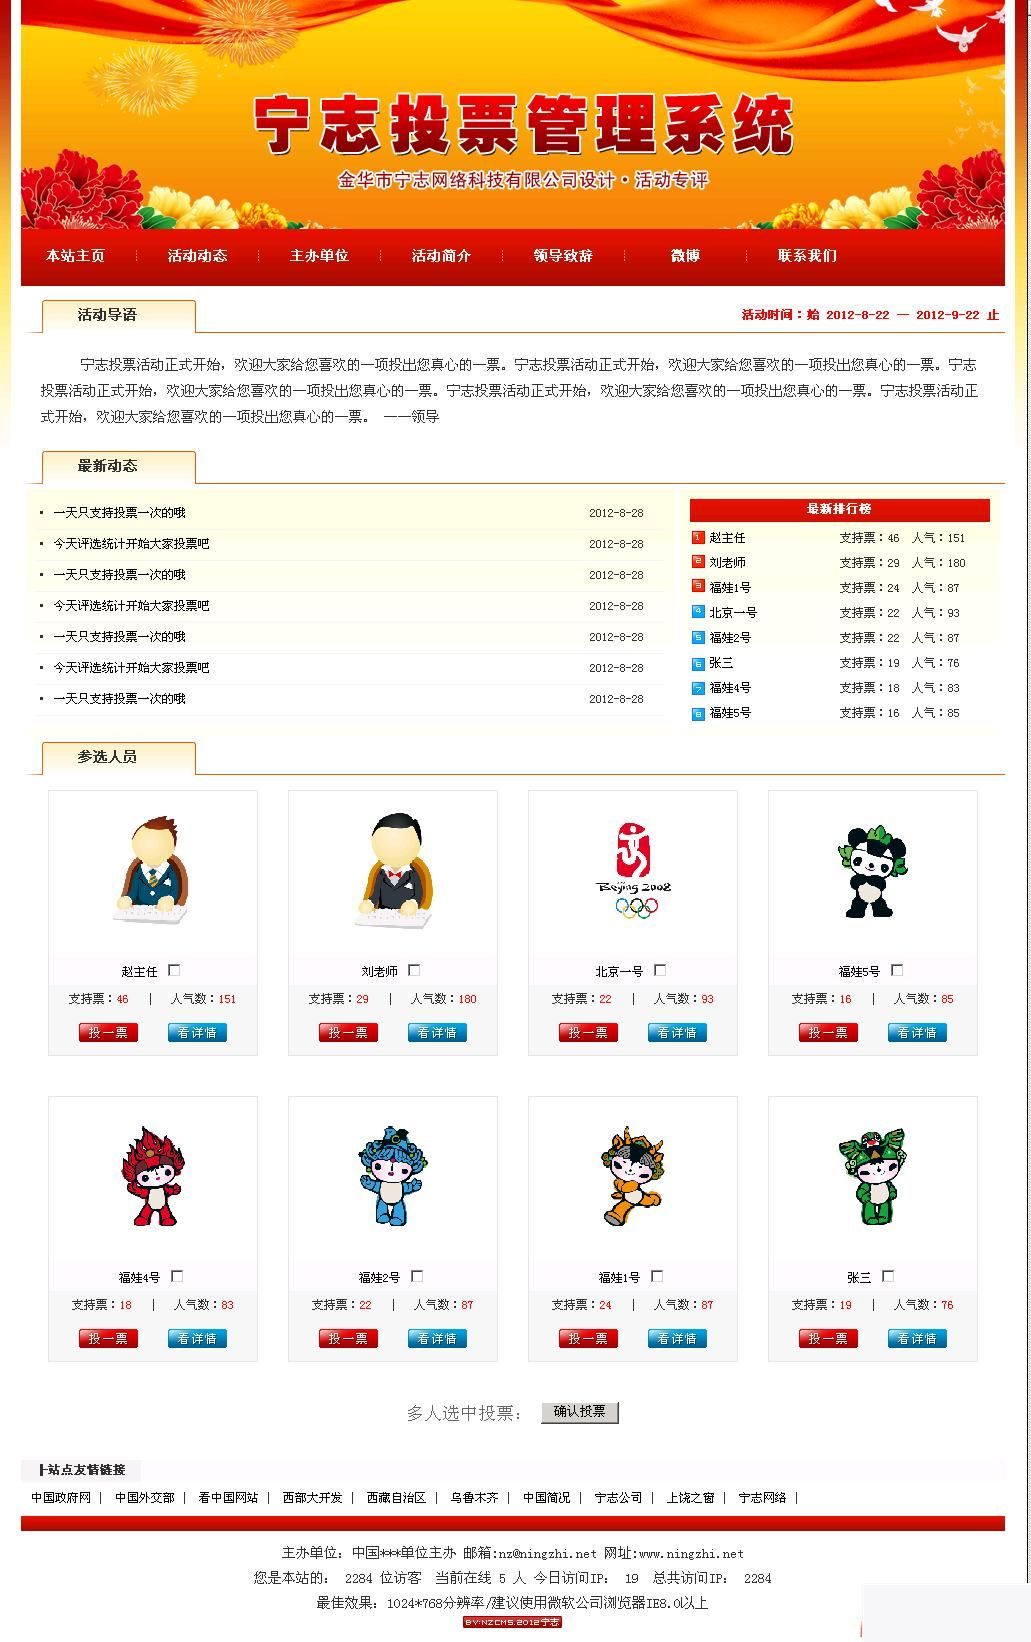 宁志投票管理系统
金华市宁志网络科技有限公司设计·活动专评
本站主页 活动动态 主办单位 活动简介 领导致辞 微博 联系我们
活动导语 活动时间：始 2012-8-22 — 2012-9-22 止
宁志投票活动正式开始，欢迎大家给您喜欢的一项投出您真心的一票。宁志投票活动正式开始，欢迎大家给您喜欢的一项投出您真心的一票。宁志
投票活动正式开始，欢迎大家给您喜欢的一项投出您真心的一票。宁志投票活动正式开始，欢迎大家给您喜欢的一项投出您真心的一票。宁志投票活动正
式开始，欢迎大家给您喜欢的一项投出您真心的一票。 ——领导
最新动态
一天只支持投票一次的哦 2012-8-28
今天评选统计开始大家投票吧 2012-8-28
一天只支持投票一次的哦 2012-8-28
今天评选统计开始大家投票吧 2012-8-28
一天只支持投票一次的哦 2012-8-28
今天评选统计开始大家投票吧 2012-8-28
一天只支持投票一次的哦 2012-8-28
最新排行榜
1 赵主任 支持票：46 人气：151
2 刘老师 支持票：29 人气：180
3 福娃1号 支持票：24 人气：87
4 北京一号 支持票：22 人气：93
5 福娃2号 支持票：22 人气：87
6 张三 支持票：19 人气：76
7 福娃4号 支持票：18 人气：83
8 福娃5号 支持票：16 人气：85
参选人员
Beijing 2008
赵主任 刘老师 北京一号 福娃5号
支持票：46 | 人气数：151 支持票：29 | 人气数：180 支持票：22 | 人气数：93 支持票：16 | 人气数：85
投一票 看详情 投一票 看详情 投一票 看详情 投一票 看详情
福娃4号 福娃2号 福娃1号 张三
支持票：18 | 人气数：83 支持票：22 | 人气数：87 支持票：24 | 人气数：87 支持票：19 | 人气数：76
投一票 看详情 投一票 看详情 投一票 看详情 投一票 看详情
多人选中投票： 确认投票
┣站点友情链接
中国政府网 | 中国外交部 | 看中国网站 | 西部大开发 | 西藏自治区 | 乌鲁木齐 | 中国简况 | 宁志公司 | 上饶之窗 | 宁志网络 |
主办单位：中国***单位主办 邮箱:nz@ningzhi.net 网址:www.ningzhi.net
您是本站的： 2284 位访客 当前在线 5 人 今日访问IP： 19 总共访问IP： 2284
最佳效果：1024*768分辨率/建议使用微软公司浏览器IE8.0以上
BY:NZCMS.2012宁志